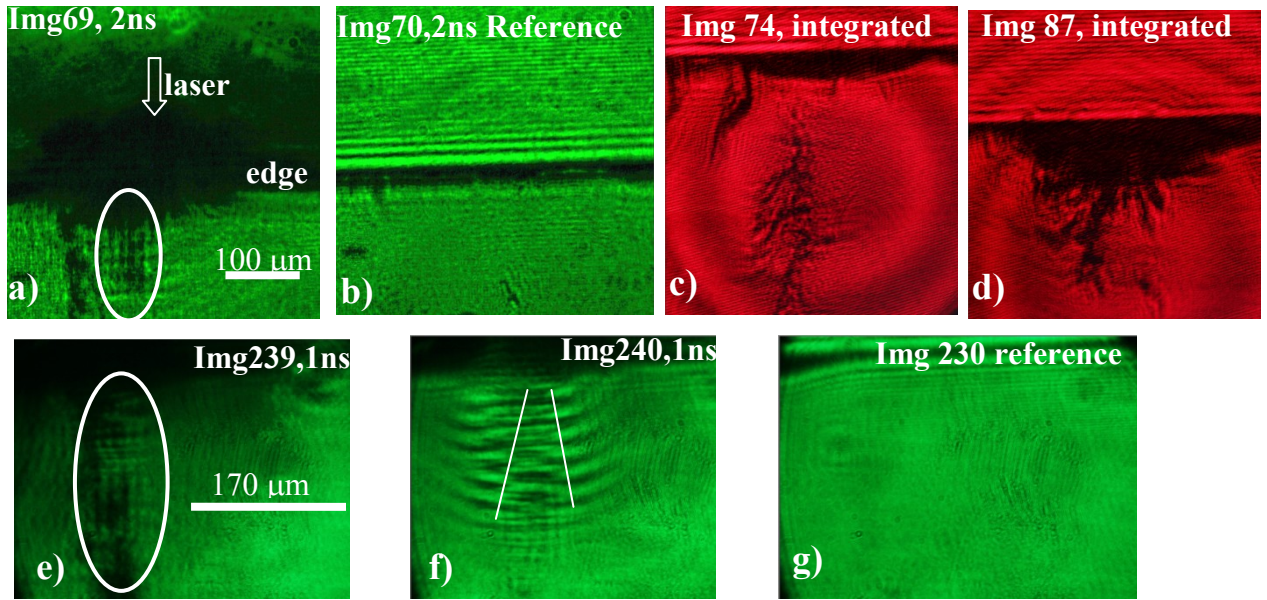 Img69, 2ns
laser
edge
100 μm
a)
Img70,2ns Reference
b)
Img 74, integrated
c)
Img 87, integrated
d)
Img239,1ns
170 μm
e)
Img240,1ns
f)
Img 230 reference
g)